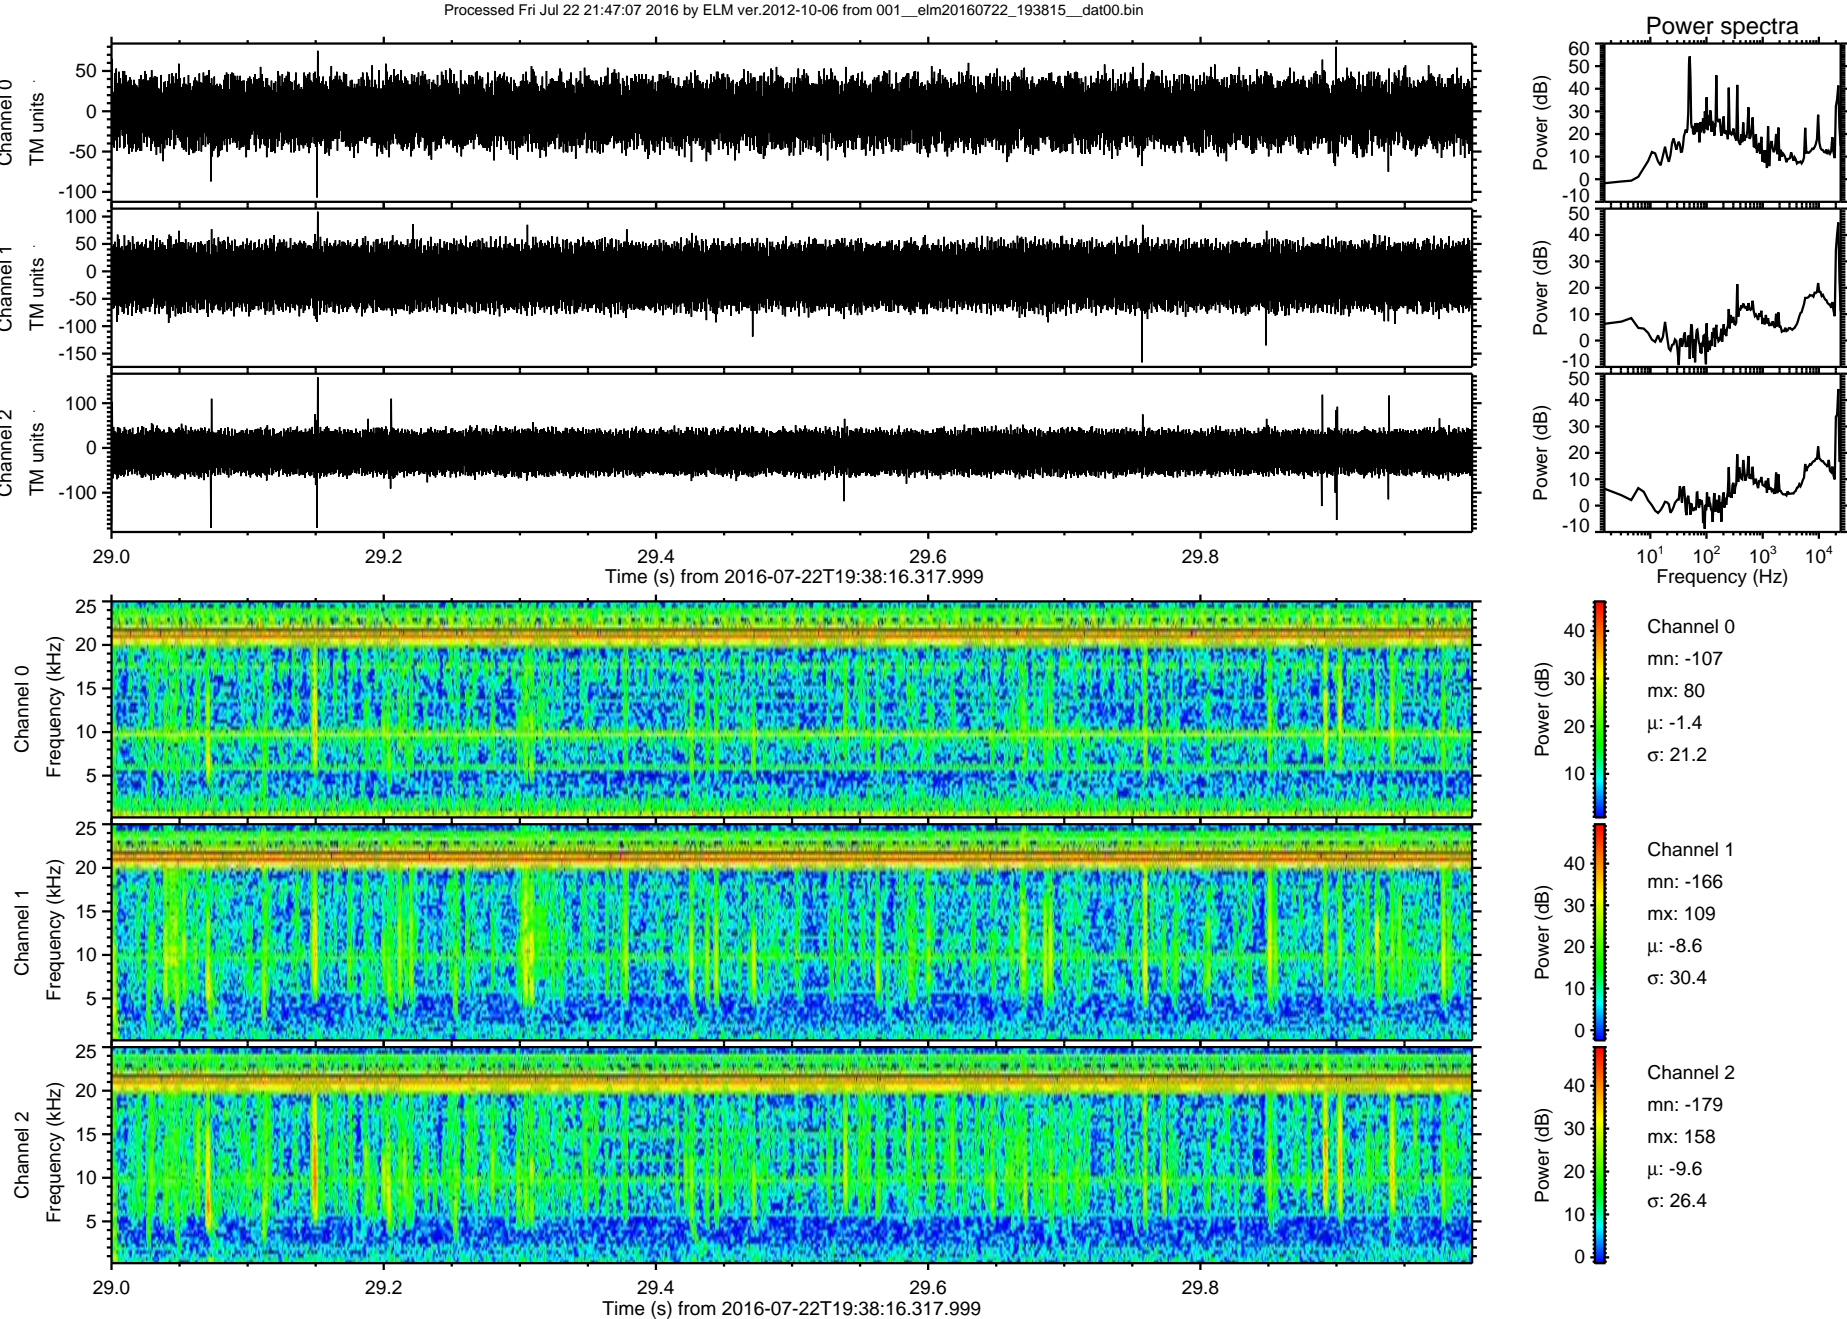 Processed Fri Jul 22 21:47:07 2016 by ELM ver.2012-10-06 from 001__elm20160722_193815__dat00.bin
Power spectra
Channel 0
TM units
50
0
-50
-100
Power (dB)
60
50
40
30
20
10
0
-10
Channel 1
TM units
100
50
0
-50
-100
-150
Power (dB)
50
40
30
20
10
0
-10
Channel 2
TM units
100
0
-100
Power (dB)
50
40
30
20
10
0
-10
29.0 29.2 29.4 29.6 29.8
Time (s) from 2016-07-22T19:38:16.317.999
10¹ 10² 10³ 10⁴
Frequency (Hz)
Channel 0
Frequency (kHz)
25
20
15
10
5
Power (dB)
40
30
20
10
Channel 0
mn: -107
mx: 80
μ: -1.4
σ: 21.2
Channel 1
Frequency (kHz)
25
20
15
10
5
Power (dB)
40
30
20
10
0
Channel 1
mn: -166
mx: 109
μ: -8.6
σ: 30.4
Channel 2
Frequency (kHz)
25
20
15
10
5
Power (dB)
40
30
20
10
0
Channel 2
mn: -179
mx: 158
μ: -9.6
σ: 26.4
29.0 29.2 29.4 29.6 29.8
Time (s) from 2016-07-22T19:38:16.317.999